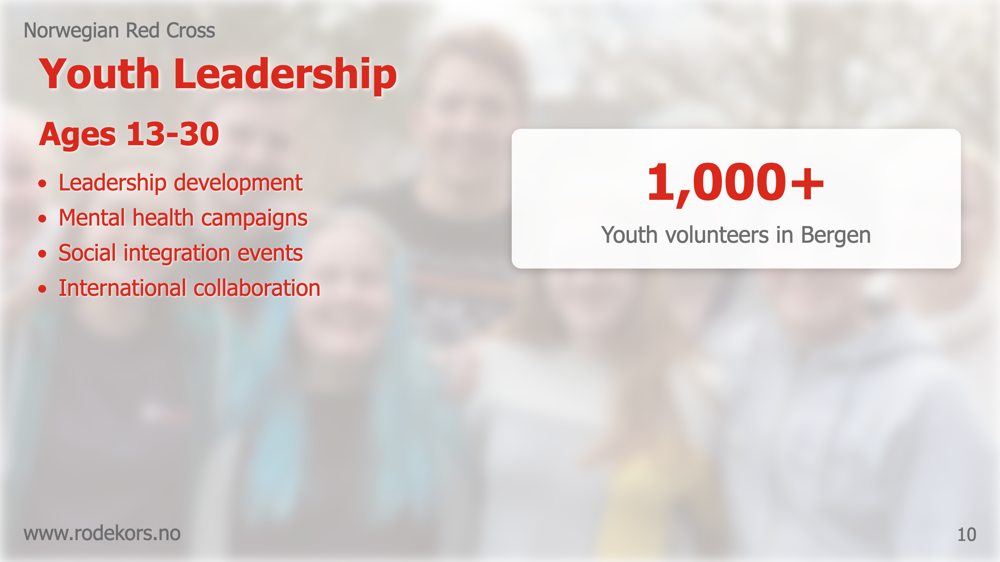 Norwegian Red Cross
Youth Leadership
Ages 13-30
• Leadership development
• Mental health campaigns
• Social integration events
• International collaboration
1,000+
Youth volunteers in Bergen
www.rodekors.no
10